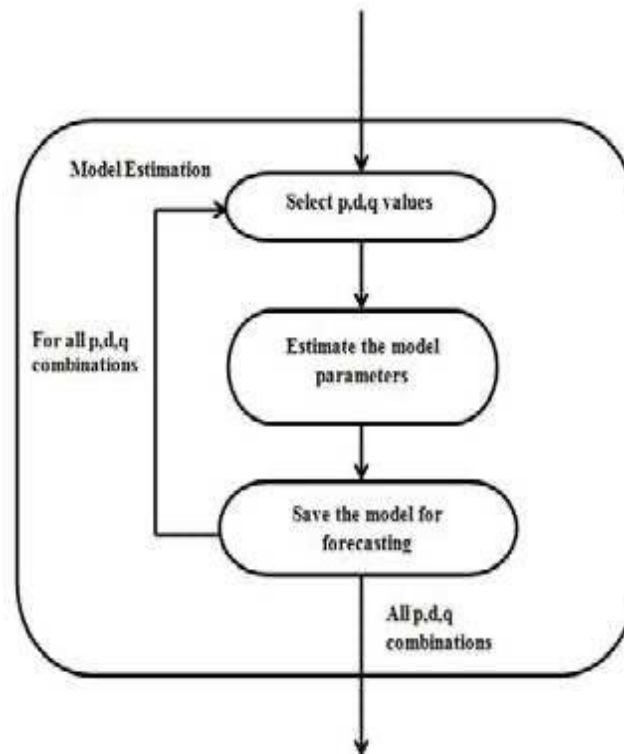 Model Estimation
Select p,d,q values
For all p,d,q
combinations
Estimate the model
parameters
Save the model for
forecasting
All p,d,q
combinations